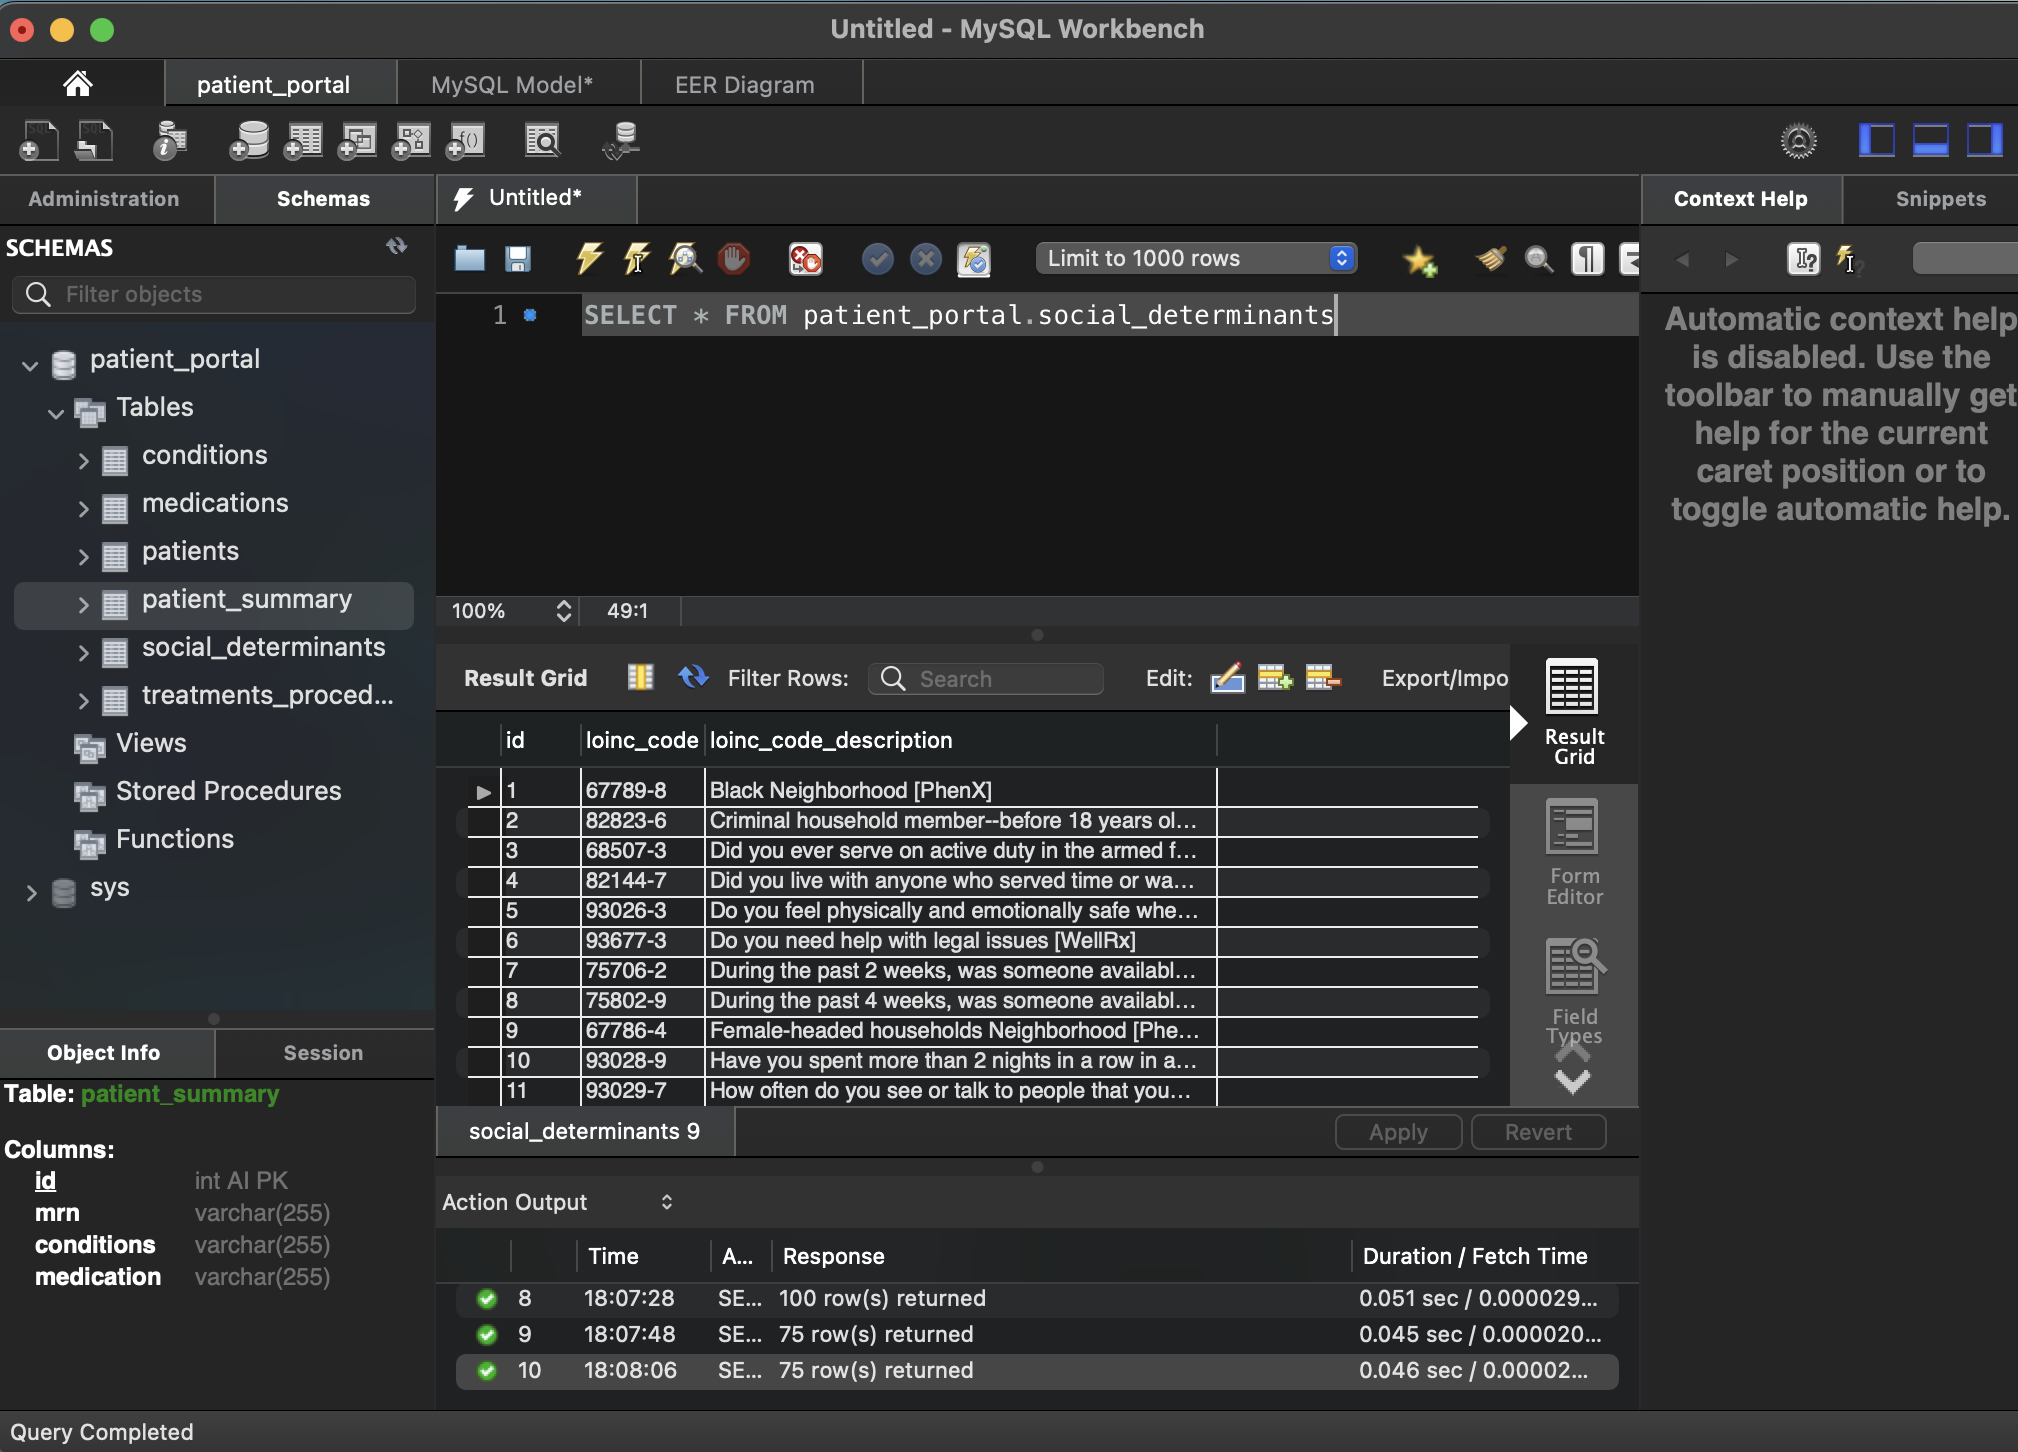 Untitled - MySQL Workbench
patient_portal
MySQL Model*
EER Diagram
Administration
Schemas
Untitled*
Context Help
Snippets
SCHEMAS
Filter objects
Limit to 1000 rows
1 SELECT * FROM patient_portal.social_determinants
patient_portal
Tables
conditions
medications
patients
patient_summary
social_determinants
treatments_proced...
Views
Stored Procedures
Functions
sys
Automatic context help
is disabled. Use the
toolbar to manually get
help for the current
caret position or to
toggle automatic help.
100%
49:1
Result Grid
Filter Rows:
Search
Edit:
Export/Impo
id loinc_code loinc_code_description
1 67789-8 Black Neighborhood [PhenX]
2 82823-6 Criminal household member--before 18 years ol...
3 68507-3 Did you ever serve on active duty in the armed f...
4 82144-7 Did you live with anyone who served time or wa...
5 93026-3 Do you feel physically and emotionally safe whe...
6 93677-3 Do you need help with legal issues [WellRx]
7 75706-2 During the past 2 weeks, was someone availabl...
8 75802-9 During the past 4 weeks, was someone availabl...
9 67786-4 Female-headed households Neighborhood [Phe...
10 93028-9 Have you spent more than 2 nights in a row in a...
11 93029-7 How often do you see or talk to people that you...
Result
Grid
Form
Editor
Field
Types
social_determinants 9
Apply
Revert
Object Info
Session
Table: patient_summary
Columns:
id int AI PK
mrn varchar(255)
conditions varchar(255)
medication varchar(255)
Action Output
Time A... Response Duration / Fetch Time
8 18:07:28 SE... 100 row(s) returned 0.051 sec / 0.000029...
9 18:07:48 SE... 75 row(s) returned 0.045 sec / 0.000020...
10 18:08:06 SE... 75 row(s) returned 0.046 sec / 0.00002...
Query Completed